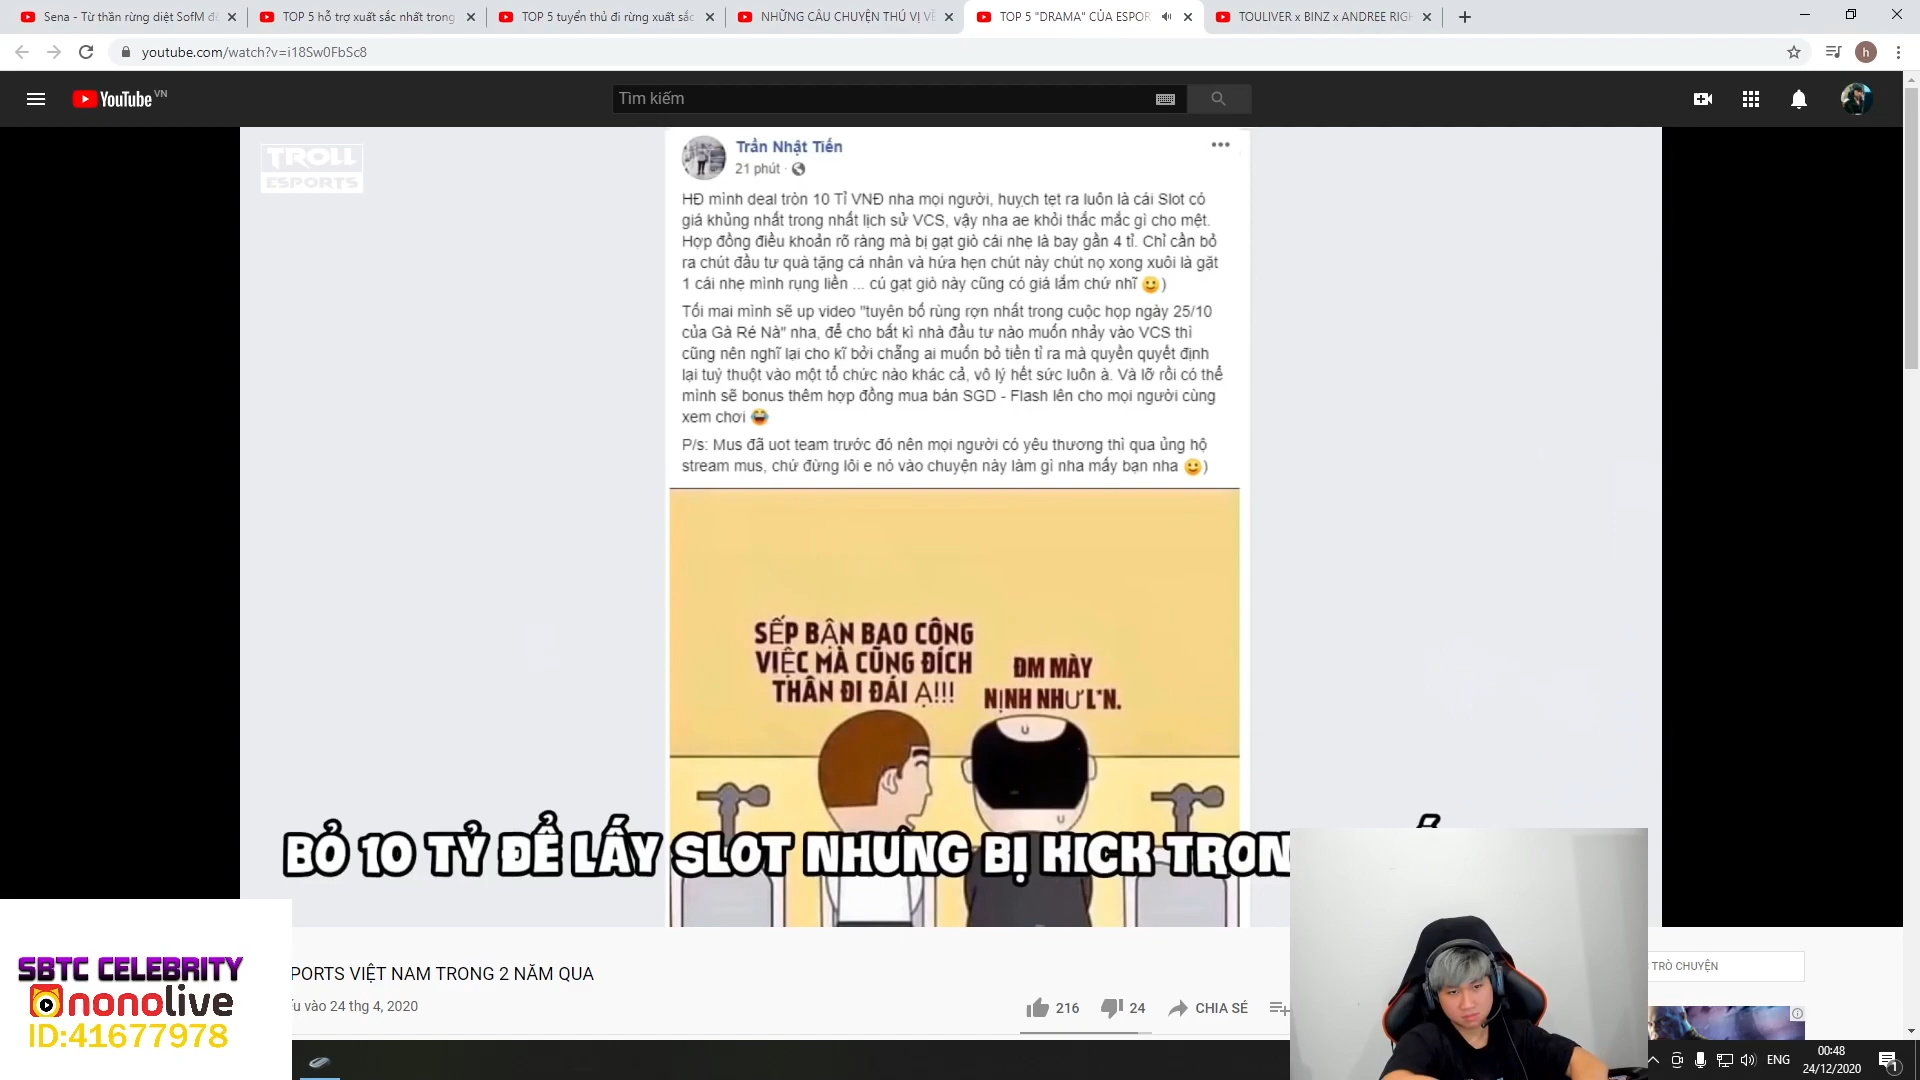 Sena - Từ thần rừng diệt SofM đế
TOP 5 hỗ trợ xuất sắc nhất trong
TOP 5 tuyển thủ đi rừng xuất sắc
NHỮNG CÂU CHUYỆN THÚ VỊ VỀ
TOP 5 "DRAMA" CỦA ESPOR
TOULIVER x BINZ x ANDREE RIGH
youtube.com/watch?v=i18Sw0FbSc8
h
YouTube VN
Tìm kiếm
TROLL
ESPORTS
Trần Nhật Tiến
21 phút ·
HĐ mình deal tròn 10 Tỉ VNĐ nha mọi người, huỵch tẹt ra luôn là cái Slot có
giá khủng nhất trong nhất lịch sử VCS, vậy nha ae khỏi thắc mắc gì cho mệt.
Hợp đồng điều khoản rõ ràng mà bị gạt giò cái nhẹ là bay gần 4 tỉ. Chỉ cần bỏ
ra chút đầu tư quà tặng cá nhân và hứa hẹn chút này chút nọ xong xuôi là gặt
1 cái nhẹ mình rụng liền ... cú gạt giò này cũng có giá lắm chứ nhĩ 🙂)
Tối mai mình sẽ up video "tuyên bố rùng rợn nhất trong cuộc họp ngày 25/10
của Gà Ré Nà" nha, để cho bất kì nhà đầu tư nào muốn nhảy vào VCS thì
cũng nên nghĩ lại cho kĩ bởi chẳng ai muốn bỏ tiền tỉ ra mà quyền quyết định
lại tuỳ thuột vào một tổ chức nào khác cả, vô lý hết sức luôn à. Và lỡ rồi có thể
mình sẽ bonus thêm hợp đồng mua bán SGD - Flash lên cho mọi người cùng
xem chơi 😂
P/s: Mus đã uot team trước đó nên mọi người có yêu thương thì qua ủng hộ
stream mus, chứ đừng lôi e nó vào chuyện này làm gì nha mấy bạn nha 🙂)
SẾP BẬN BAO CÔNG
VIỆC MÀ CŨNG ĐÍCH
THÂN ĐI ĐÁI Ạ!!!
ĐM MÀY
NỊNH NHƯ L*N.
BỎ 10 TỶ ĐỂ LẤY SLOT NHƯNG BỊ KICK TRON
SBTC CELEBRITY
nonolive
ID:41677978
PORTS VIỆT NAM TRONG 2 NĂM QUA
ếu vào 24 thg 4, 2020
216
24
CHIA SẺ
TRÒ CHUYỆN
ENG
00:48
24/12/2020
1